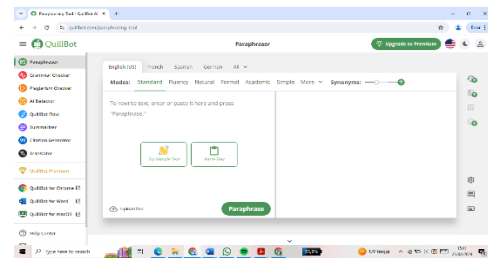 Paraphrasing Tool - QuillBot AI
quillbot.com/paraphrasing-tool
Error
QuillBot
Paraphraser
Upgrade to Premium
Paraphrase
Grammar Checker
Plagiarism Checker
AI Detector
QuillBot Flow
Summarizer
Citation Generator
Translator
QuillBot Premium
QuillBot for Chrome
QuillBot for Word
QuillBot for macOS
Help Center
English (US) French Spanish German All
Modes: Standard Fluency Natural Formal Academic Simple More Synonyms:
To rewrite text, enter or paste it here and press
"Paraphrase."
Try Sample Text
Paste Text
Upload Doc
Paraphrase
Type here to search